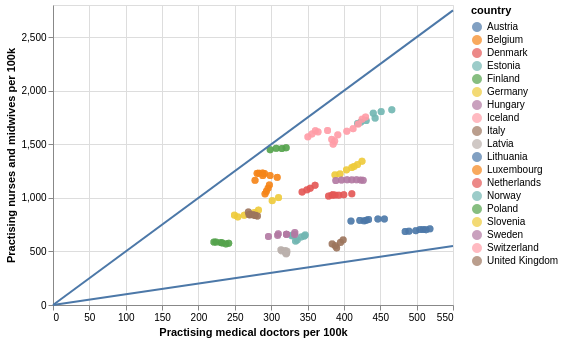 country
Austria
Belgium
Denmark
Estonia
Finland
Germany
Hungary
Iceland
Italy
Latvia
Lithuania
Luxembourg
Netherlands
Norway
Poland
Slovenia
Sweden
Switzerland
United Kingdom
Practising nurses and midwives per 100k
2,500
2,000
1,500
1,000
500
0
0 50 100 150 200 250 300 350 400 450 500 550
Practising medical doctors per 100k